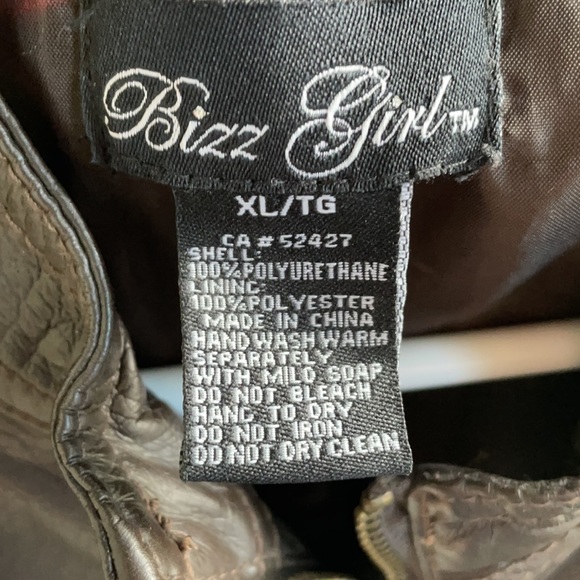 Bizz Girl™
XL/TG
CA # 52427
SHELL:
100%POLYURETHANE
LINING:
100%POLYESTER
MADE IN CHINA
HAND WASH WARM
SEPARATELY
WITH MILD SOAP
DO NOT BLEACH
HANG TO DRY
DO NOT IRON
DO NOT DRY CLEAN